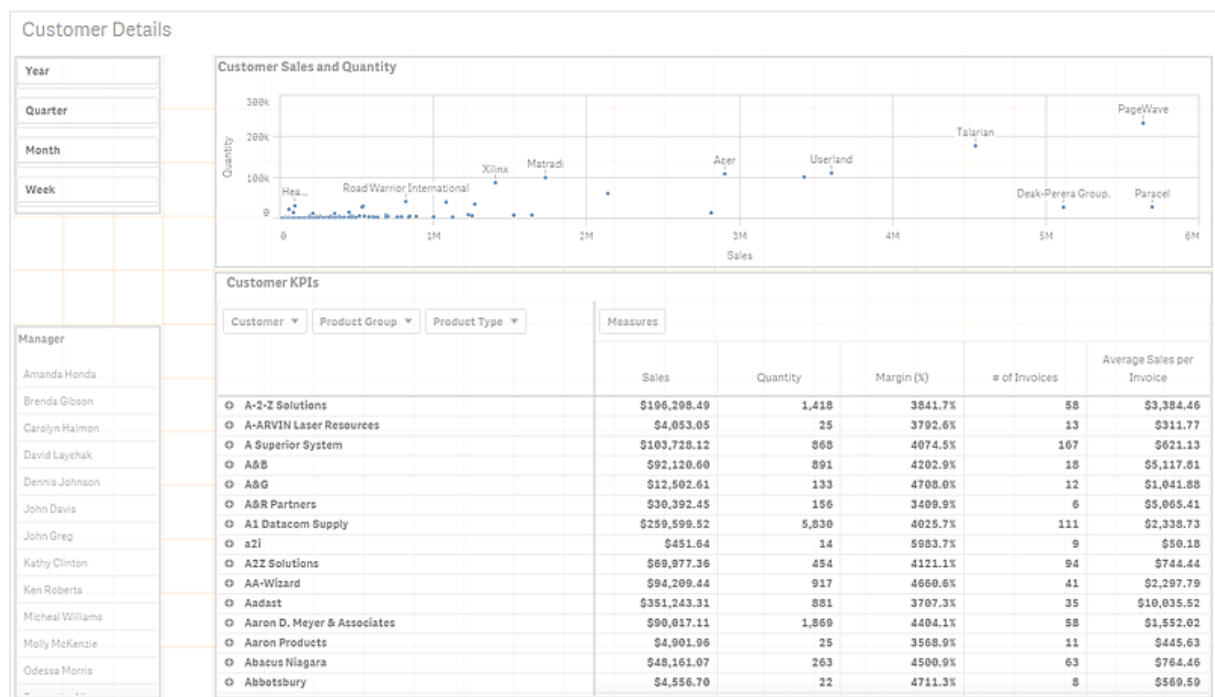 Customer Details
Year
Quarter
Month
Week
Customer Sales and Quantity
Quantity
300k
200k
100k
0
PageWave
Talarian
Acer
Userland
Matradi
Xilinx
Hea...
Road Warrior International
Deak-Perera Group.
Paracel
0 1M 2M 3M 4M 5M 6M
Sales
Manager
Amanda Honda
Brenda Gibson
Carolyn Halmon
David Laychak
Dennis Johnson
John Davis
John Greg
Kathy Clinton
Ken Roberts
Micheal Williams
Molly McKenzie
Odessa Morris
Customer KPIs
Customer Product Group Product Type Measures
Sales Quantity Margin (%) # of Invoices Average Sales per Invoice
A-2-Z Solutions $196,298.49 1,418 3841.7% 58 $3,384.46
A-ARVIN Laser Resources $4,053.05 25 3792.6% 13 $311.77
A Superior System $103,728.12 868 4074.5% 167 $621.13
A&B $92,120.60 891 4202.9% 18 $5,117.81
A&G $12,502.61 133 4708.0% 12 $1,041.88
A&R Partners $30,392.45 156 3409.9% 6 $5,065.41
A1 Datacom Supply $259,599.52 5,830 4025.7% 111 $2,338.73
a2i $451.64 14 5983.7% 9 $50.18
A2Z Solutions $69,977.36 454 4121.1% 94 $744.44
AA-Wizard $94,209.44 917 4660.6% 41 $2,297.79
Aadast $351,243.31 881 3707.3% 35 $10,035.52
Aaron D. Meyer & Associates $90,017.11 1,869 4404.1% 58 $1,552.02
Aaron Products $4,901.96 25 3568.9% 11 $445.63
Abacus Niagara $48,161.07 263 4500.9% 63 $764.46
Abbotsbury $4,556.70 22 4711.3% 8 $569.59